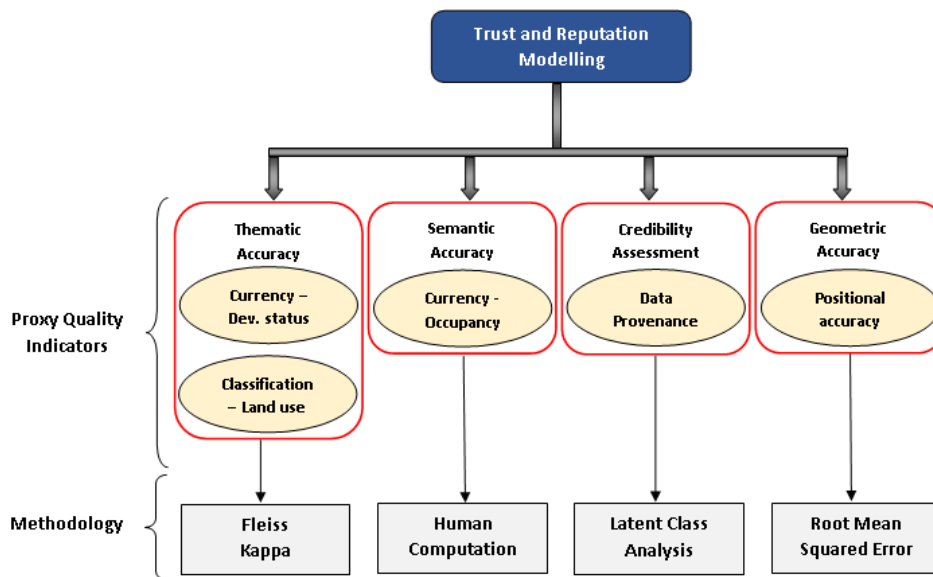 Trust and Reputation
Modelling
Proxy Quality
Indicators
Thematic
Accuracy
Currency –
Dev. status
Classification
– Land use
Semantic
Accuracy
Currency -
Occupancy
Credibility
Assessment
Data
Provenance
Geometric
Accuracy
Positional
accuracy
Methodology
Fleiss
Kappa
Human
Computation
Latent Class
Analysis
Root Mean
Squared Error